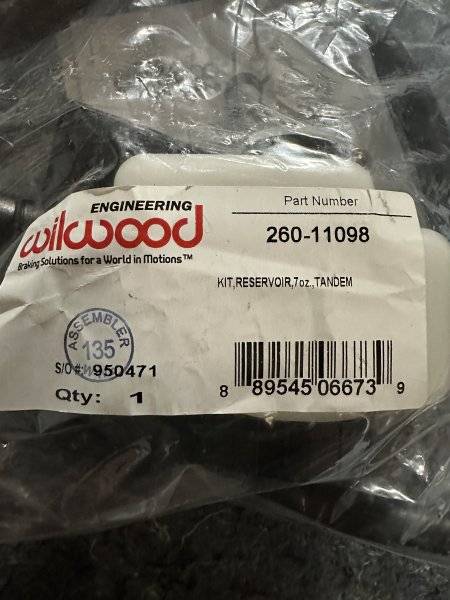 ENGINEERING
wilwood
Braking Solutions for a World in Motions™
Part Number
260-11098
KIT,RESERVOIR,7oz.,TANDEM
ASSEMBLER
135
S/O #: 950471
Qty: 1
8 89545 06673 9